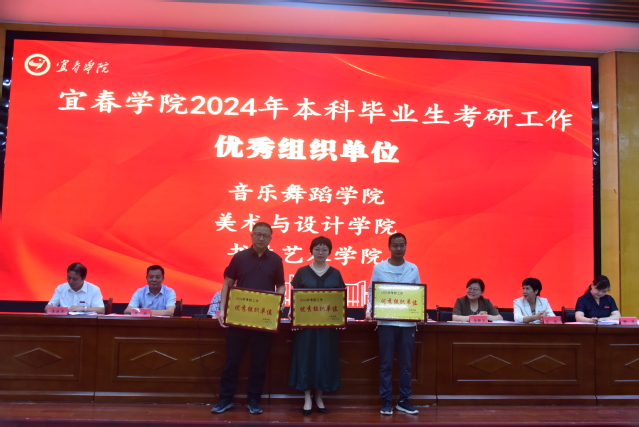 宜春学院
宜春学院2024年本科毕业生考研工作
优秀组织单位
音乐舞蹈学院
美术与设计学院
艺 学院
优秀组织单位
优秀组织单位
优秀组织单位